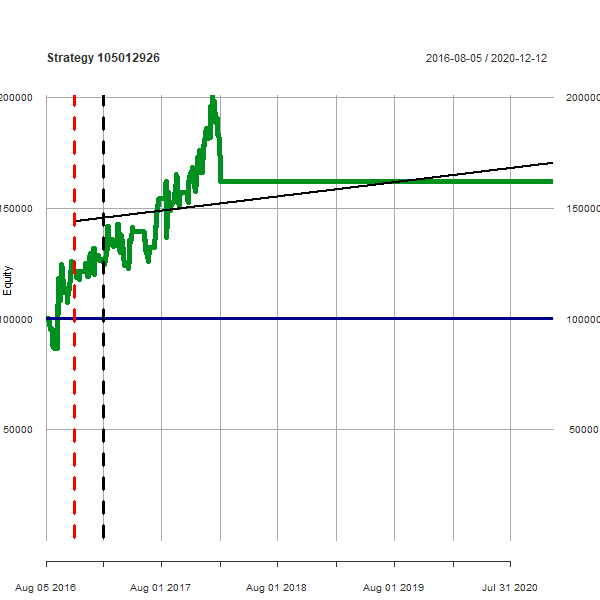 Strategy 105012926
2016-08-05 / 2020-12-12
200000
200000
150000
150000
Equity
100000
100000
50000
50000
Aug 05 2016
Aug 01 2017
Aug 01 2018
Aug 01 2019
Jul 31 2020